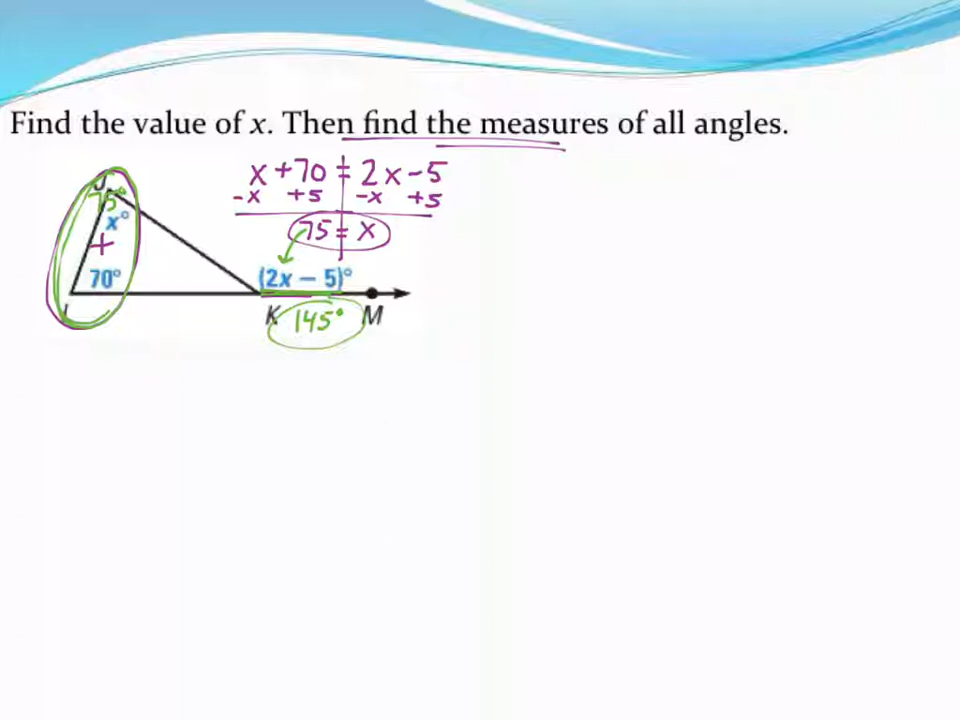 Find the value of x. Then find the measures of all angles.
x + 70 = 2x - 5
-x +5 -x +5
75 = x
J
75°
x°
+
70°
(2x – 5)°
K 145° M